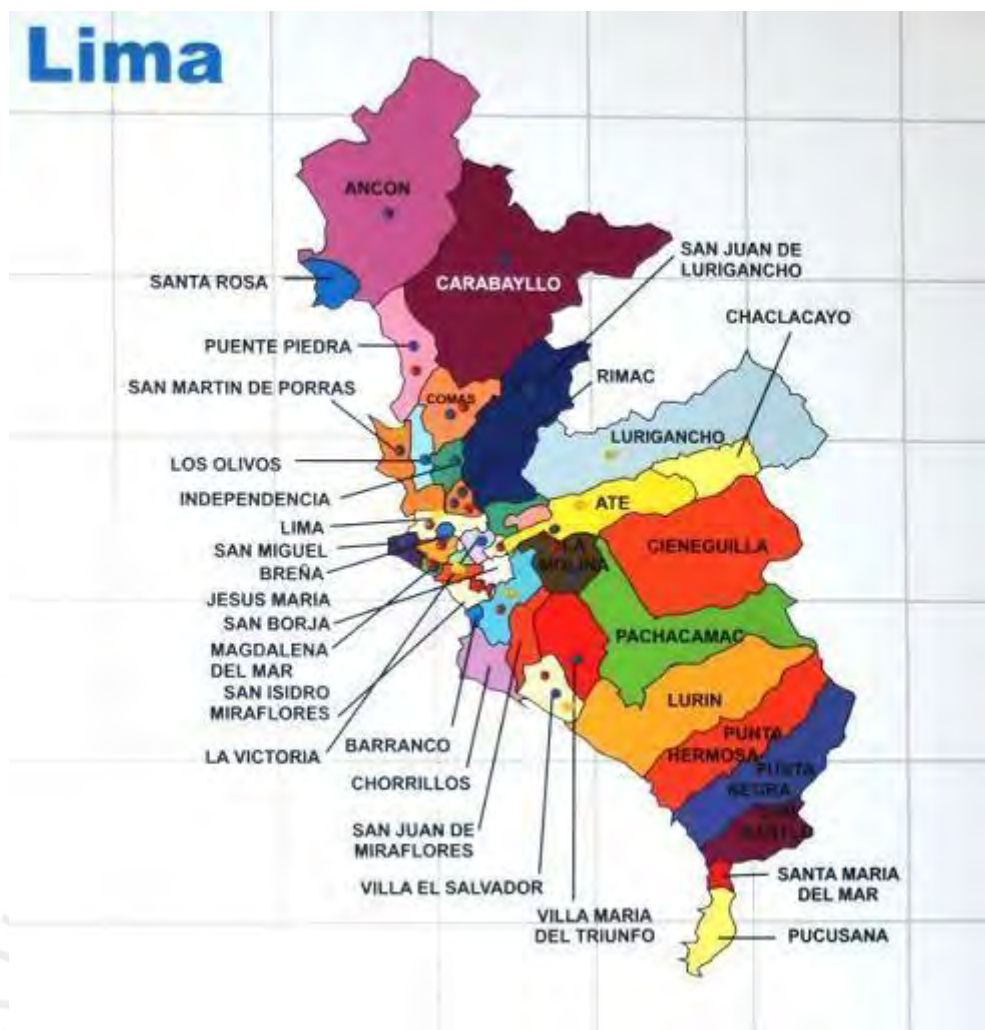 Lima
ANCON
SAN JUAN DE
LURIGANCHO
SANTA ROSA
CARABAYLLO
CHACLACAYO
PUENTE PIEDRA
RIMAC
SAN MARTIN DE PORRAS
COMAS
LURIGANCHO
LOS OLIVOS
INDEPENDENCIA
ATE
LIMA
SAN MIGUEL
CIENEGUILLA
LA
MOLINA
BREÑA
JESUS MARIA
SAN BORJA
PACHACAMAC
MAGDALENA
DEL MAR
SAN ISIDRO
MIRAFLORES
LURIN
LA VICTORIA
BARRANCO
PUNTA
HERMOSA
CHORRILLOS
PUNTA
NEGRA
SAN JUAN DE
MIRAFLORES
VILLA EL SALVADOR
SANTA MARIA
DEL MAR
VILLA MARIA
DEL TRIUNFO
PUCUSANA